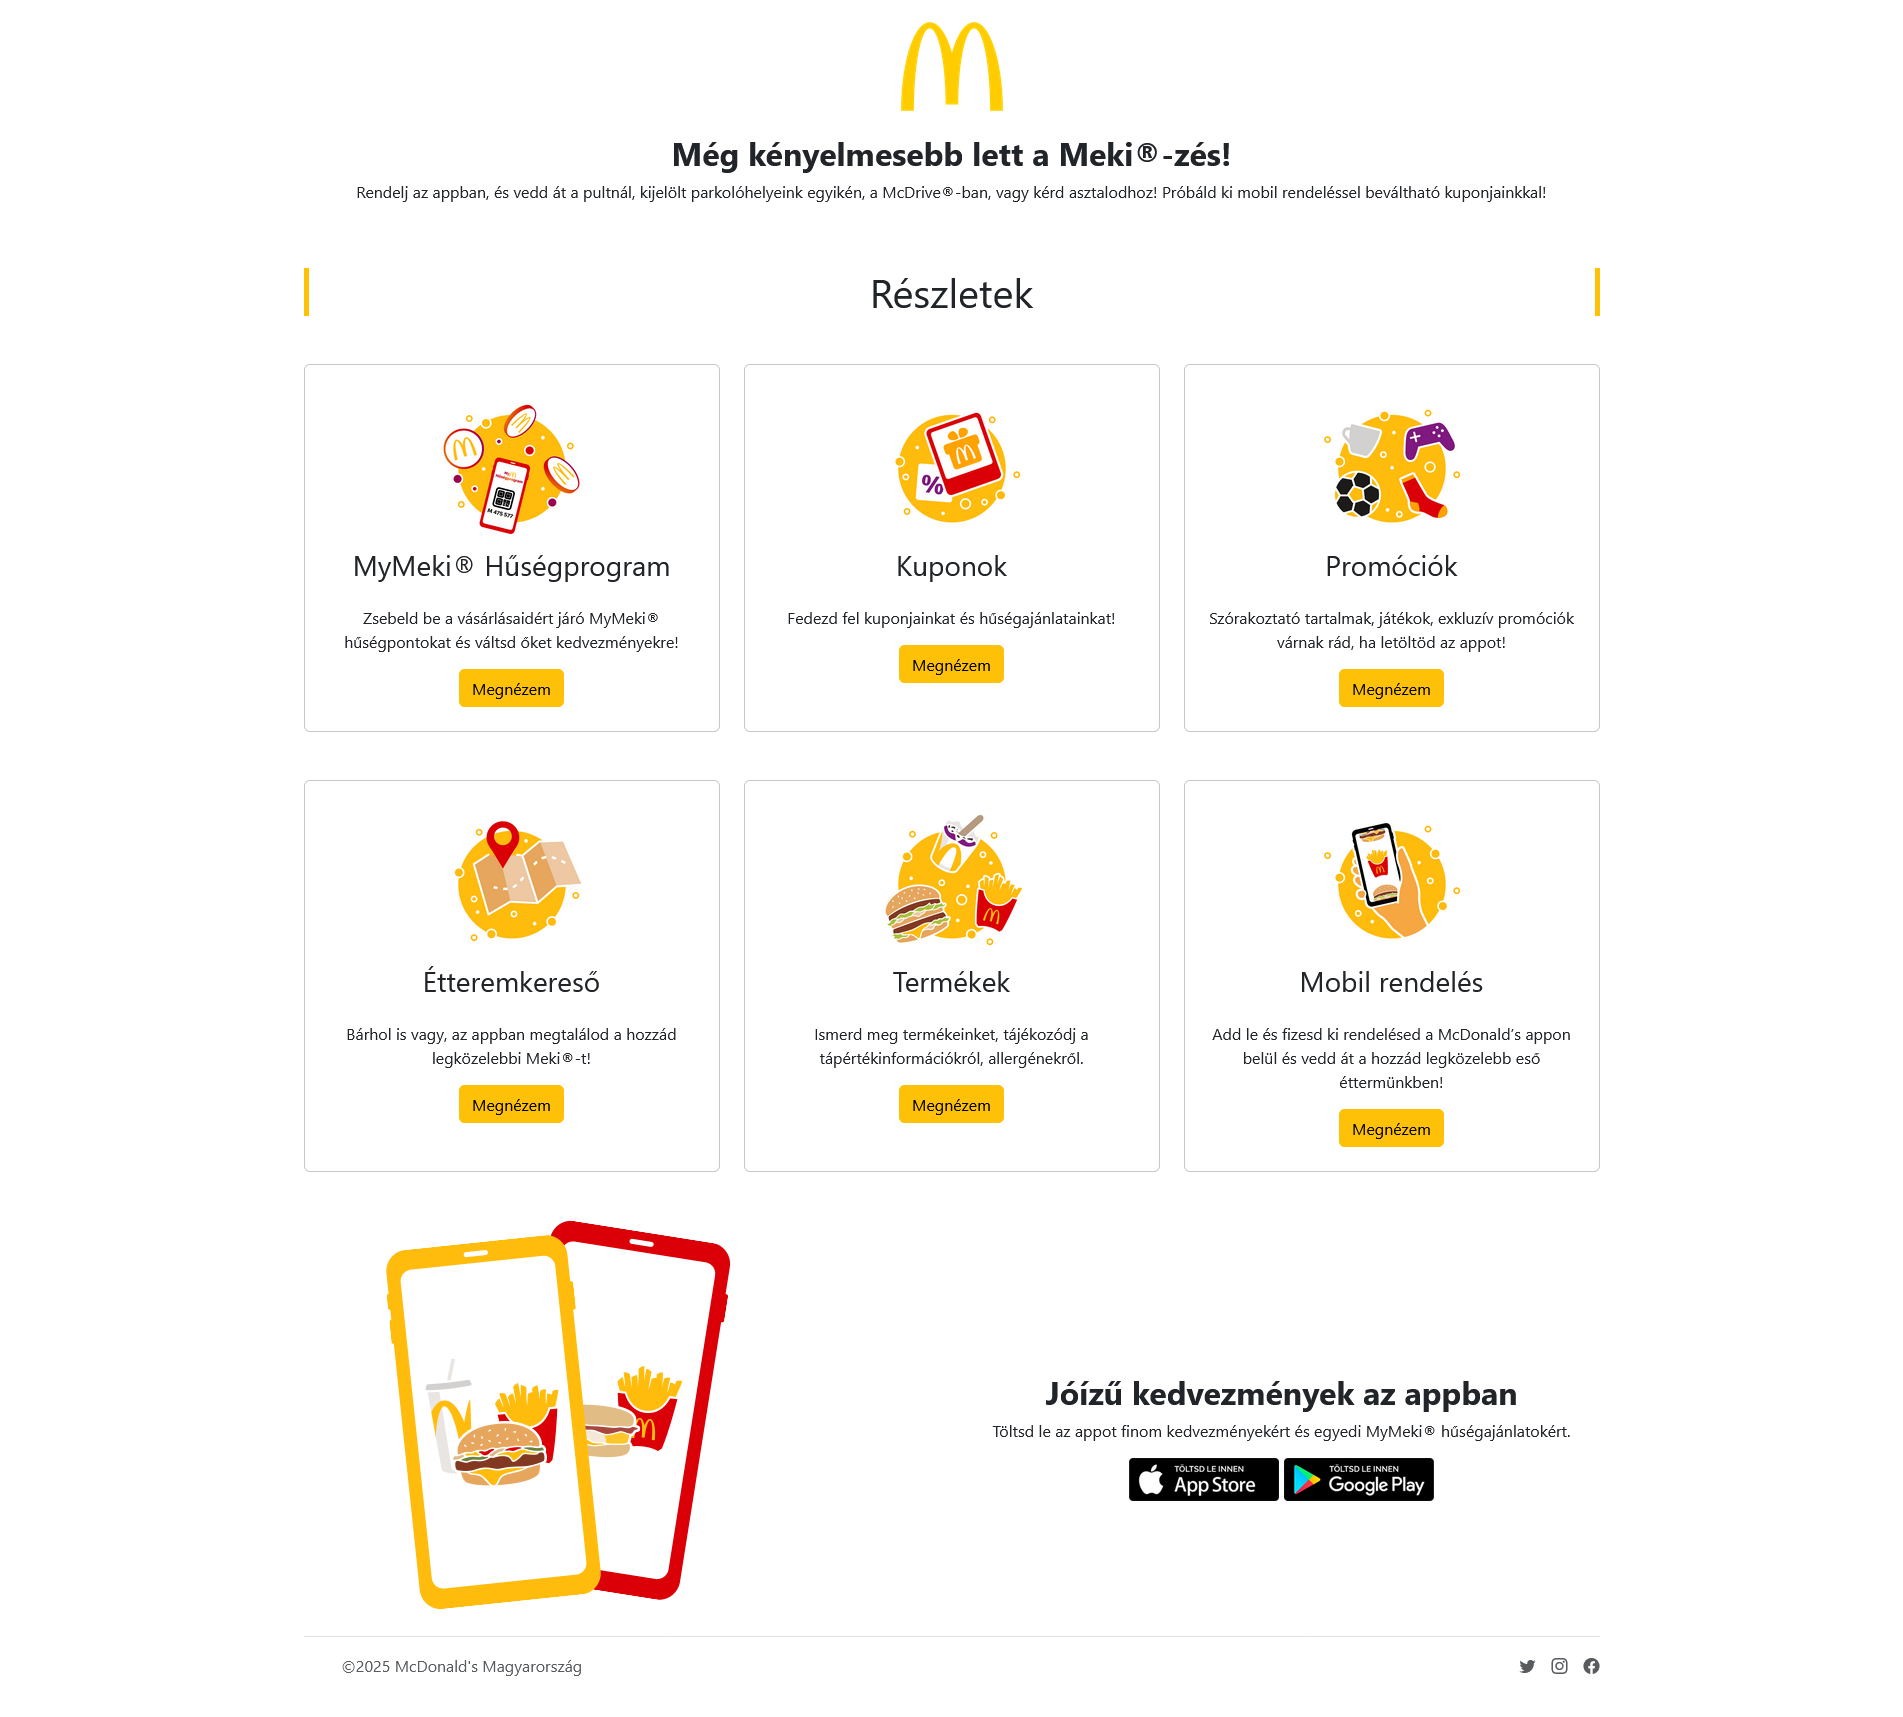 Még kényelmesebb lett a Meki®-zés!
Rendelj az appban, és vedd át a pultnál, kijelölt parkolóhelyeink egyikén, a McDrive®-ban, vagy kérd asztalodhoz! Próbáld ki mobil rendeléssel beváltható kuponjainkkal!
Részletek
My
Hűségprogram
M 475 577
MyMeki® Hűségprogram
Zsebeld be a vásárlásaidért járó MyMeki®
hűségpontokat és váltsd őket kedvezményekre!
Megnézem
%
Kuponok
Fedezd fel kuponjainkat és hűségajánlatainkat!
Megnézem
Promóciók
Szórakoztató tartalmak, játékok, exkluzív promóciók
várnak rád, ha letöltöd az appot!
Megnézem
Étteremkereső
Bárhol is vagy, az appban megtalálod a hozzád
legközelebbi Meki®-t!
Megnézem
Termékek
Ismerd meg termékeinket, tájékozódj a
tápértékinformációkról, allergénekről.
Megnézem
Mobil rendelés
Add le és fizesd ki rendelésed a McDonald’s appon
belül és vedd át a hozzád legközelebb eső
éttermünkben!
Megnézem
Jóízű kedvezmények az appban
Töltsd le az appot finom kedvezményekért és egyedi MyMeki® hűségajánlatokért.
TÖLTSD LE INNEN
App Store
TÖLTSD LE INNEN
Google Play
©2025 McDonald's Magyarország